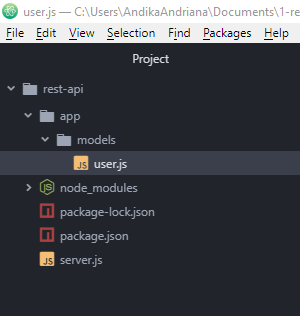 user.js — C:\Users\AndikaAndriana\Documents\1-re
File Edit View Selection Find Packages Help
Project
rest-api
app
models
JS user.js
JS node_modules
package-lock.json
package.json
JS server.js